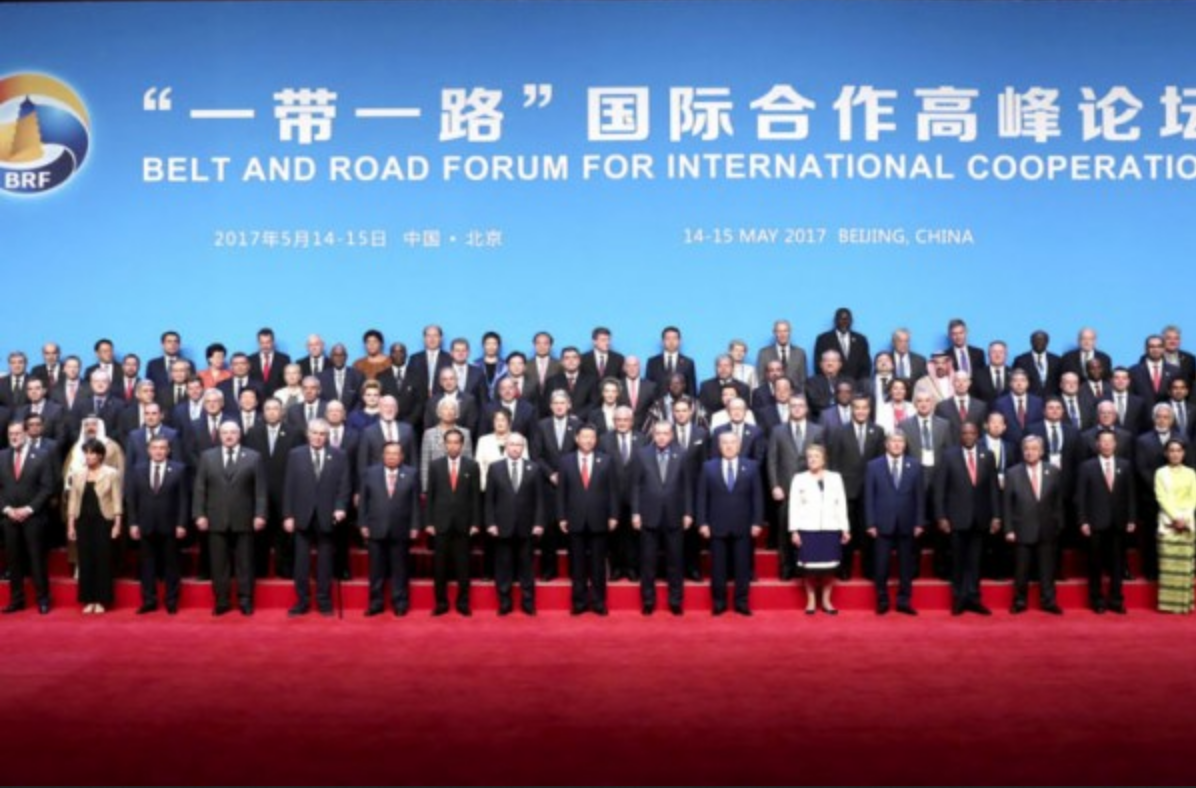 “一带一路”国际合作高峰论坛
BELT AND ROAD FORUM FOR INTERNATIONAL COOPERATIO
2017年5月14-15日 中国·北京
14-15 MAY 2017 BEIJING, CHINA
BRF